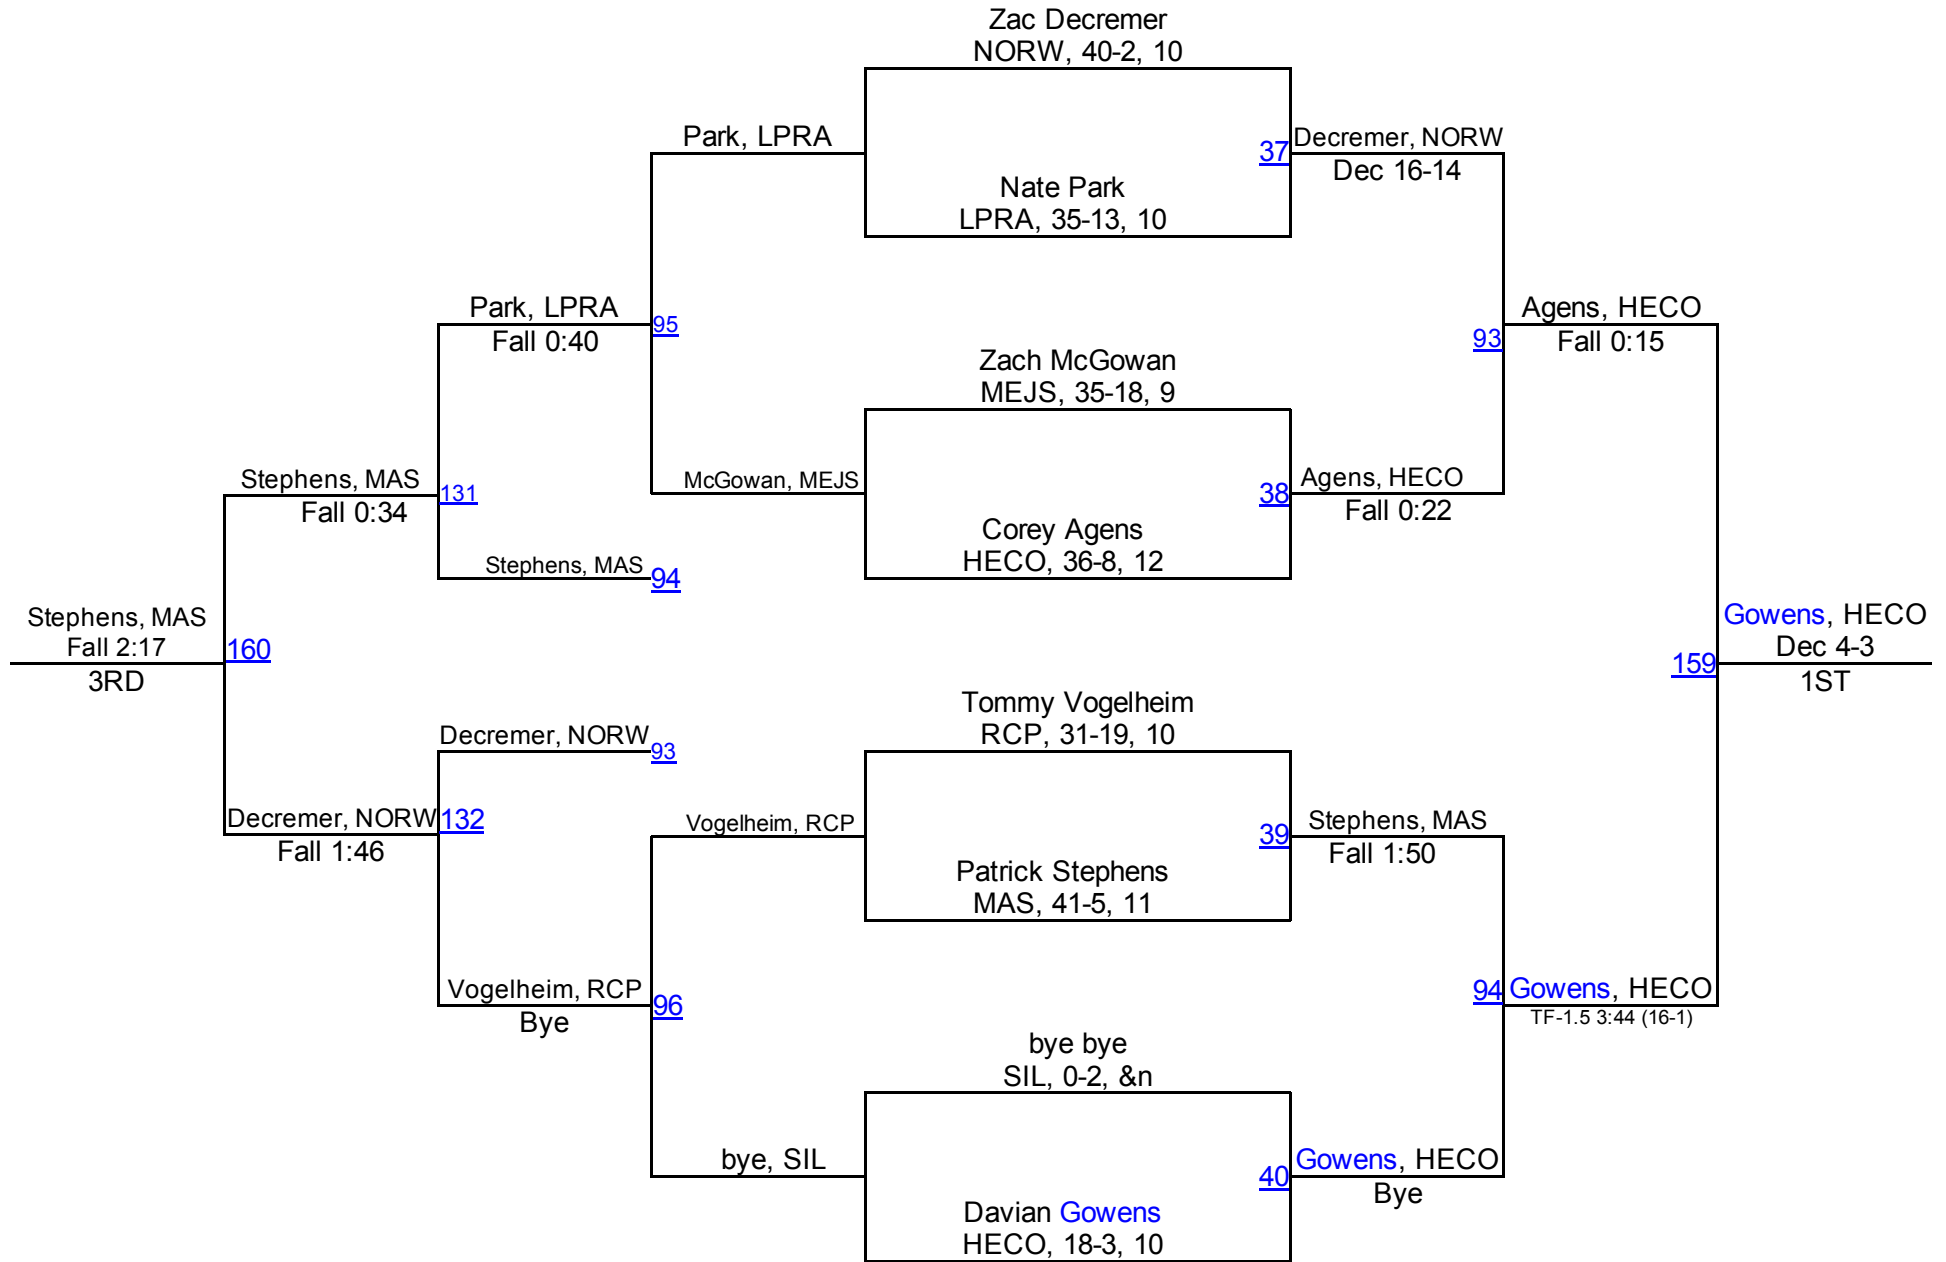 Zac Decremer
NORW, 40-2, 10
Park, LPRA
37
Decremer, NORW
Dec 16-14
Nate Park
LPRA, 35-13, 10
Park, LPRA
Fall 0:40
95
Agens, HECO
Fall 0:15
93
Zach McGowan
MEJS, 35-18, 9
McGowan, MEJS
38
Agens, HECO
Fall 0:22
Corey Agens
HECO, 36-8, 12
Stephens, MAS
Fall 0:34
131
Stephens, MAS
94
Stephens, MAS
Fall 2:17
3RD
160
Gowens, HECO
Dec 4-3
1ST
159
Tommy Vogelheim
RCP, 31-19, 10
Decremer, NORW
93
Decremer, NORW
Fall 1:46
132
Vogelheim, RCP
39
Stephens, MAS
Fall 1:50
Patrick Stephens
MAS, 41-5, 11
Vogelheim, RCP
Bye
96
94
Gowens, HECO
TF-1.5 3:44 (16-1)
bye bye
SIL, 0-2, &n
bye, SIL
40
Gowens, HECO
Bye
Davian Gowens
HECO, 18-3, 10